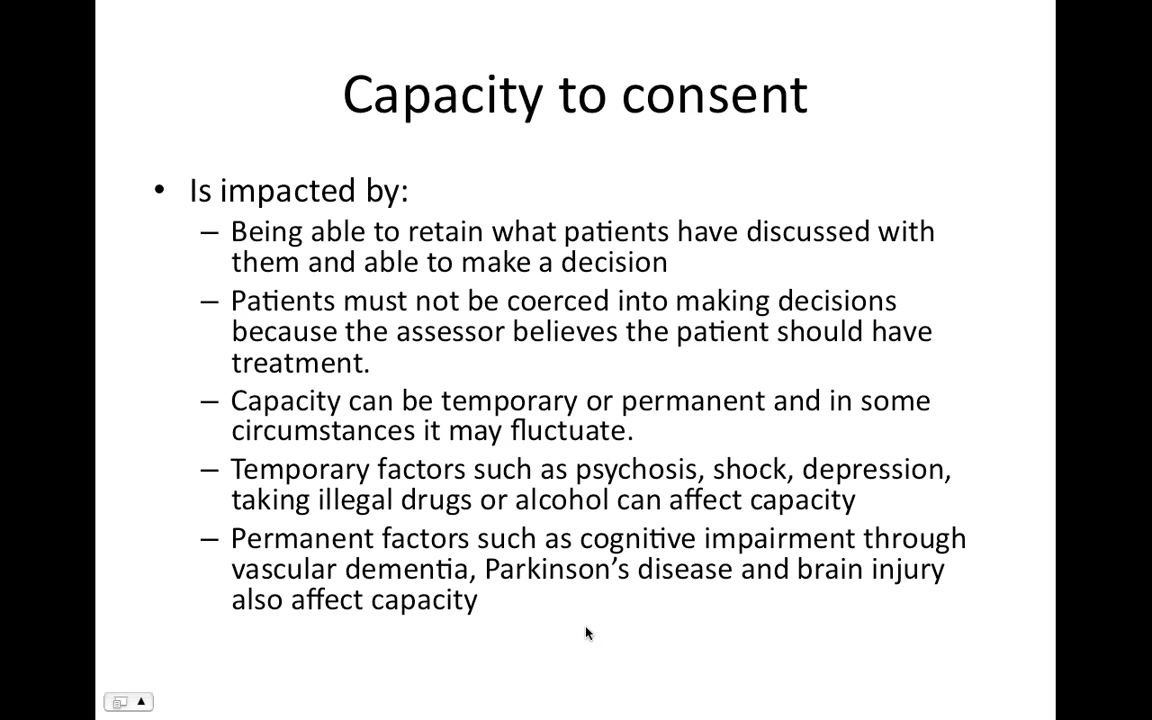 Capacity to consent
• Is impacted by:
– Being able to retain what patients have discussed with
them and able to make a decision
– Patients must not be coerced into making decisions
because the assessor believes the patient should have
treatment.
– Capacity can be temporary or permanent and in some
circumstances it may fluctuate.
– Temporary factors such as psychosis, shock, depression,
taking illegal drugs or alcohol can affect capacity
– Permanent factors such as cognitive impairment through
vascular dementia, Parkinson’s disease and brain injury
also affect capacity